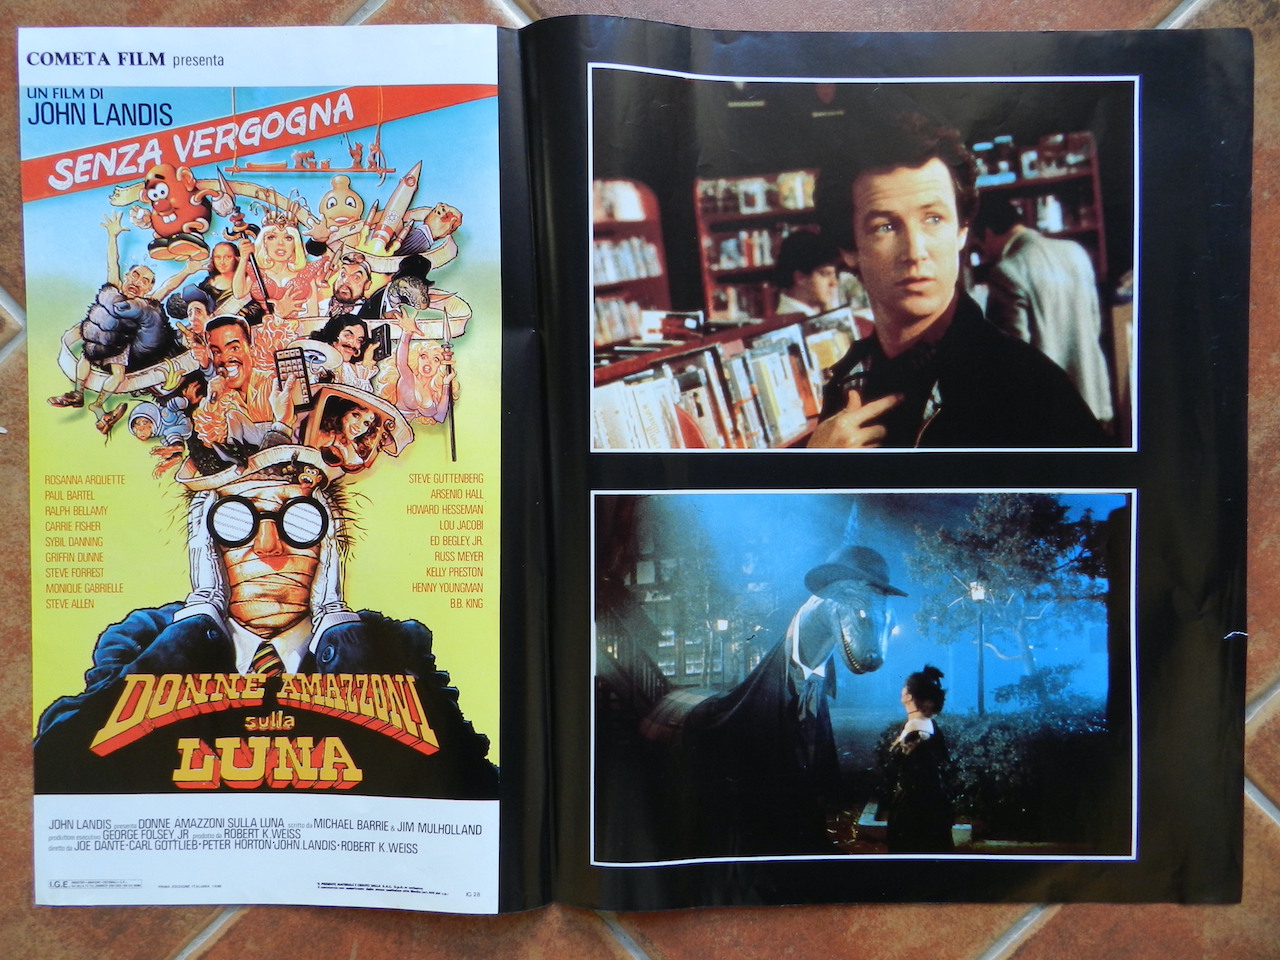 COMETA FILM presenta
UN FILM DI
JOHN LANDIS
SENZA VERGOGNA
ROSANNA ARQUETTE
PAUL BARTEL
RALPH BELLAMY
CARRIE FISHER
SYBIL DANNING
GRIFFIN DUNNE
STEVE FORREST
MONIQUE GABRIELLE
STEVE ALLEN
STEVE GUTTENBERG
ARSENIO HALL
HOWARD HESSEMAN
LOU JACOBI
ED BEGLEY, JR.
RUSS MEYER
KELLY PRESTON
HENNY YOUNGMAN
B.B. KING
DONNE AMAZZONI
sulla
LUNA
JOHN LANDIS presenta DONNE AMAZZONI SULLA LUNA scritto da MICHAEL BARRIE & JIM MULHOLLAND
produttore esecutivo GEORGE FOLSEY, JR prodotto da ROBERT K. WEISS
diretto da JOE DANTE • CARL GOTTLIEB • PETER HORTON • JOHN LANDIS • ROBERT K. WEISS
I.G.E.
IG 28